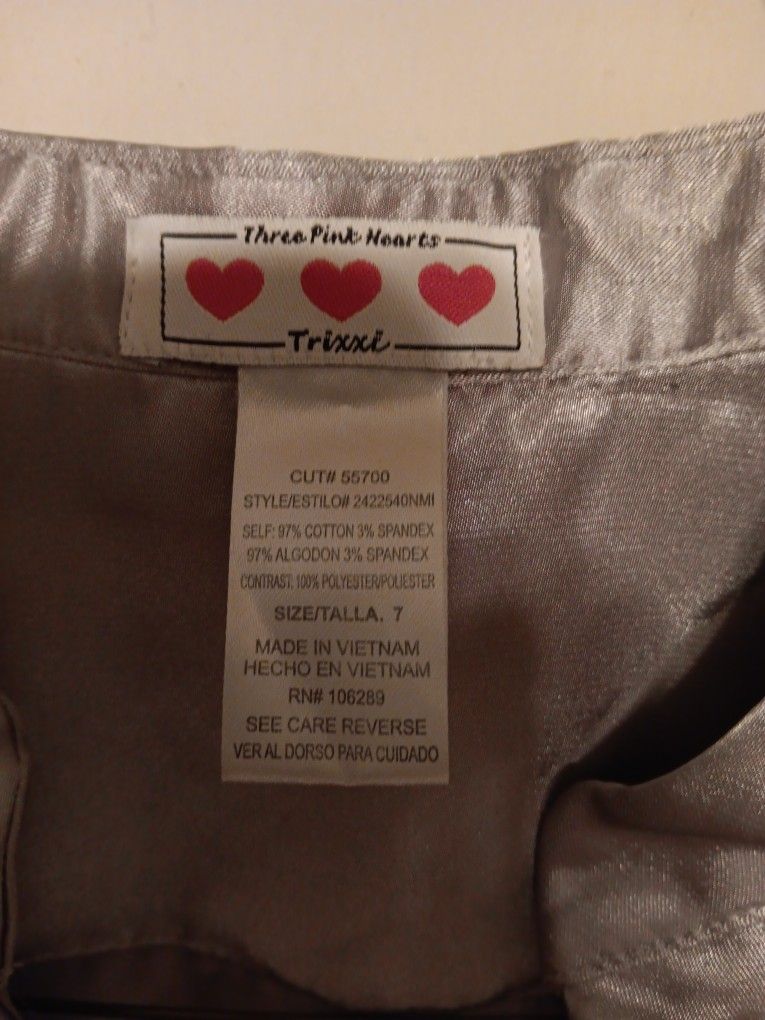 Three Pink Hearts
Trixxi
CUT# 55700
STYLE/ESTILO# 2422540NMI
SELF: 97% COTTON 3% SPANDEX
97% ALGODON 3% SPANDEX
CONTRAST: 100% POLYESTER/POLIESTER
SIZE/TALLA. 7
MADE IN VIETNAM
HECHO EN VIETNAM
RN# 106289
SEE CARE REVERSE
VER AL DORSO PARA CUIDADO